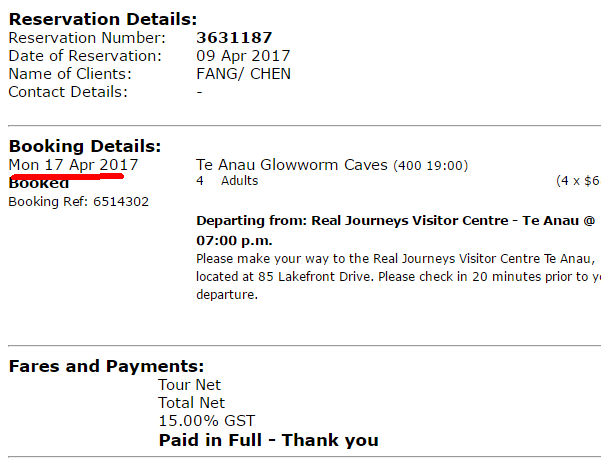 Reservation Details:
Reservation Number: 3631187
Date of Reservation: 09 Apr 2017
Name of Clients: FANG/ CHEN
Contact Details: -
Booking Details:
Mon 17 Apr 2017 Te Anau Glowworm Caves (400 19:00)
Booked 4 Adults (4 x $6
Booking Ref: 6514302
Departing from: Real Journeys Visitor Centre - Te Anau @
07:00 p.m.
Please make your way to the Real Journeys Visitor Centre Te Anau,
located at 85 Lakefront Drive. Please check in 20 minutes prior to y
departure.
Fares and Payments:
Tour Net
Total Net
15.00% GST
Paid in Full - Thank you